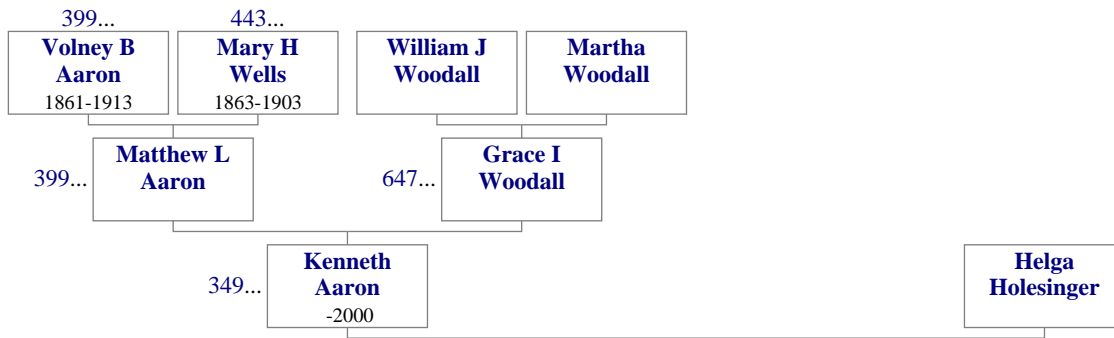 399...
443...
Volney B
Aaron
1861-1913
Mary H
Wells
1863-1903
William J
Woodall
Martha
Woodall
399...
Matthew L
Aaron
647...
Grace I
Woodall
349...
Kenneth
Aaron
-2000
Helga
Holesinger